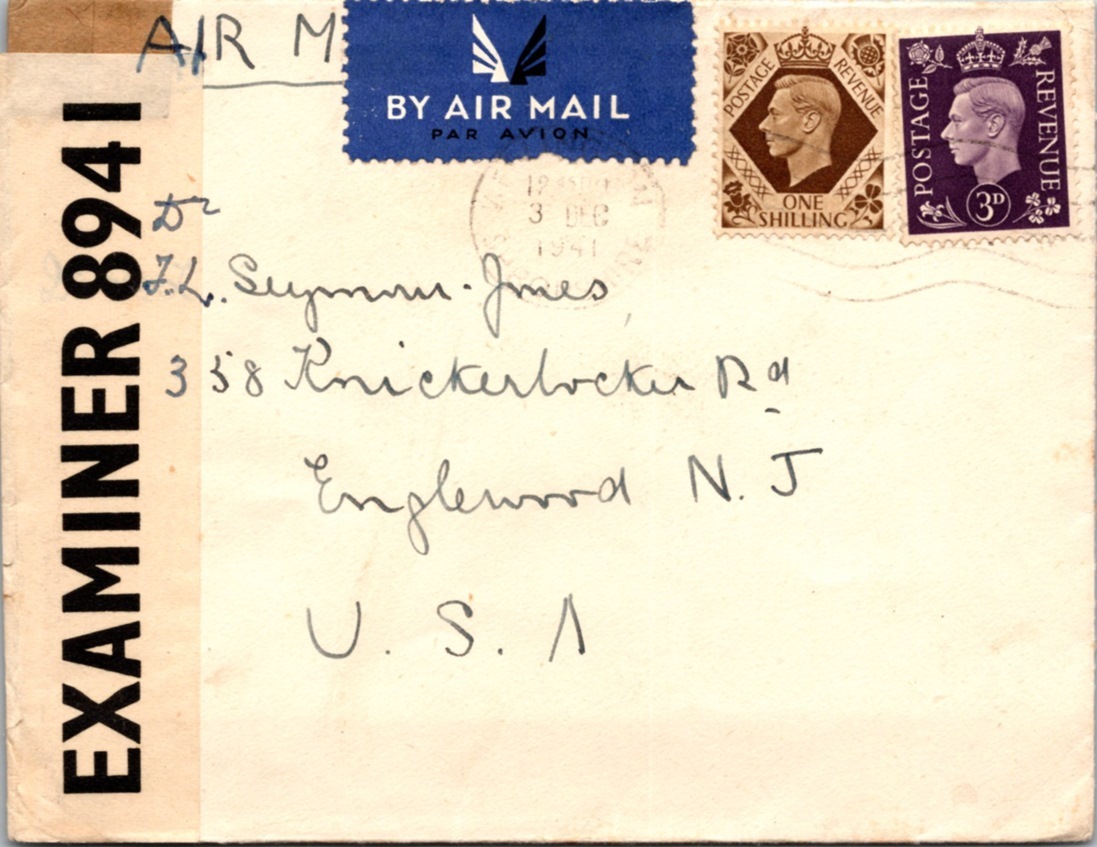 AIR M
BY AIR MAIL
PAR AVION
POSTAGE REVENUE
ONE
SHILLING
POSTAGE REVENUE
3D
3 DEC
1941
EXAMINER 8941
Dr
F.L. Seymour-Jones
358 Knickerbocker Rd
Englewood N.J
U.S.A